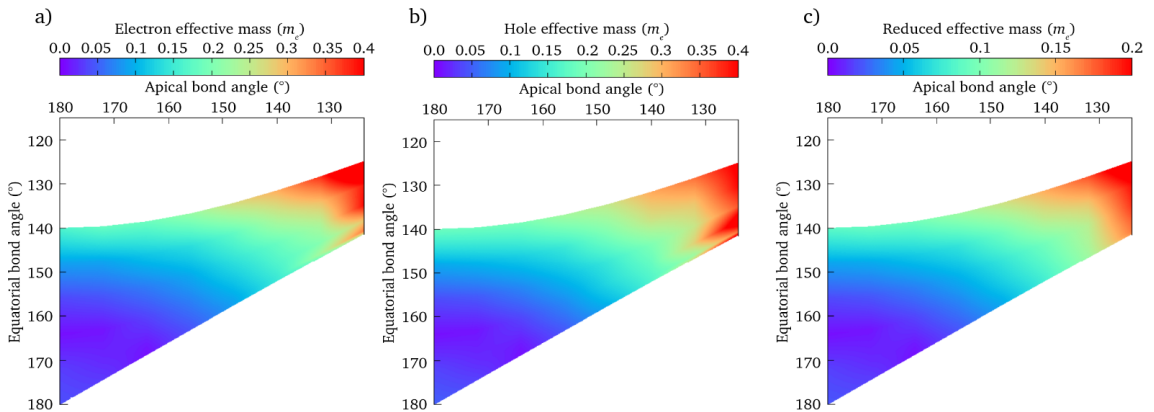 a)
Electron effective mass (mₑ)
0.0 0.05 0.1 0.15 0.2 0.25 0.3 0.35 0.4
Apical bond angle (°)
180 170 160 150 140 130
Equatorial bond angle (°)
120
130
140
150
160
170
180
b)
Hole effective mass (mₑ)
0.0 0.05 0.1 0.15 0.2 0.25 0.3 0.35 0.4
Apical bond angle (°)
180 170 160 150 140 130
Equatorial bond angle (°)
120
130
140
150
160
170
180
c)
Reduced effective mass (mₑ)
0.0 0.05 0.1 0.15 0.2
Apical bond angle (°)
180 170 160 150 140 130
Equatorial bond angle (°)
120
130
140
150
160
170
180